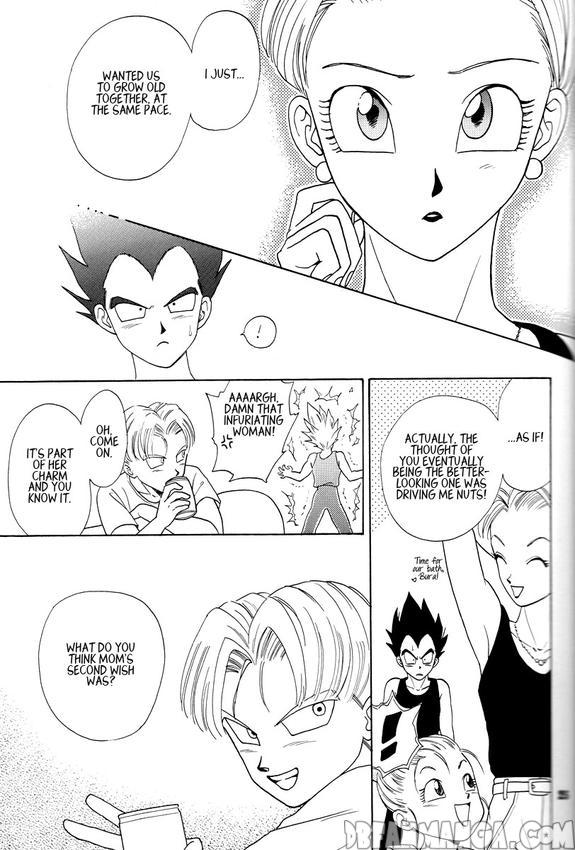 I JUST...
WANTED US
TO GROW OLD
TOGETHER, AT
THE SAME PACE.
!
...AS IF!
ACTUALLY, THE
THOUGHT OF
YOU EVENTUALLY
BEING THE BETTER-
LOOKING ONE WAS
DRIVING ME NUTS!
Time for
our bath,
Bura!
AAAARGH,
DAMN THAT
INFURIATING
WOMAN!
OH,
COME
ON.
IT'S PART
OF HER
CHARM
AND YOU
KNOW IT.
WHAT DO YOU
THINK MOM'S
SECOND WISH
WAS?
DREAMMANGA.COM